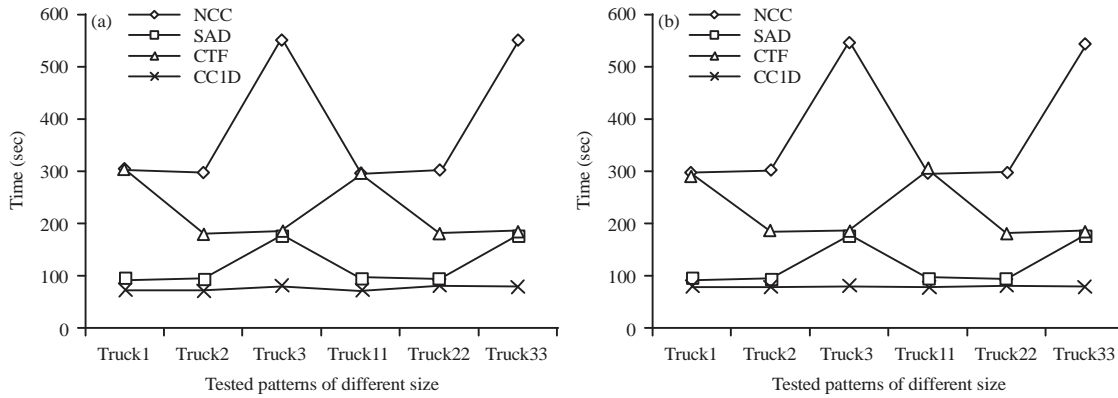 (a)
NCC
SAD
CTF
CC1D
600
500
400
300
200
100
0
Time (sec)
Truck1 Truck2 Truck3 Truck11 Truck22 Truck33
Tested patterns of different size
(b)
NCC
SAD
CTF
CC1D
600
500
400
300
200
100
0
Time (sec)
Truck1 Truck2 Truck3 Truck11 Truck22 Truck33
Tested patterns of different size